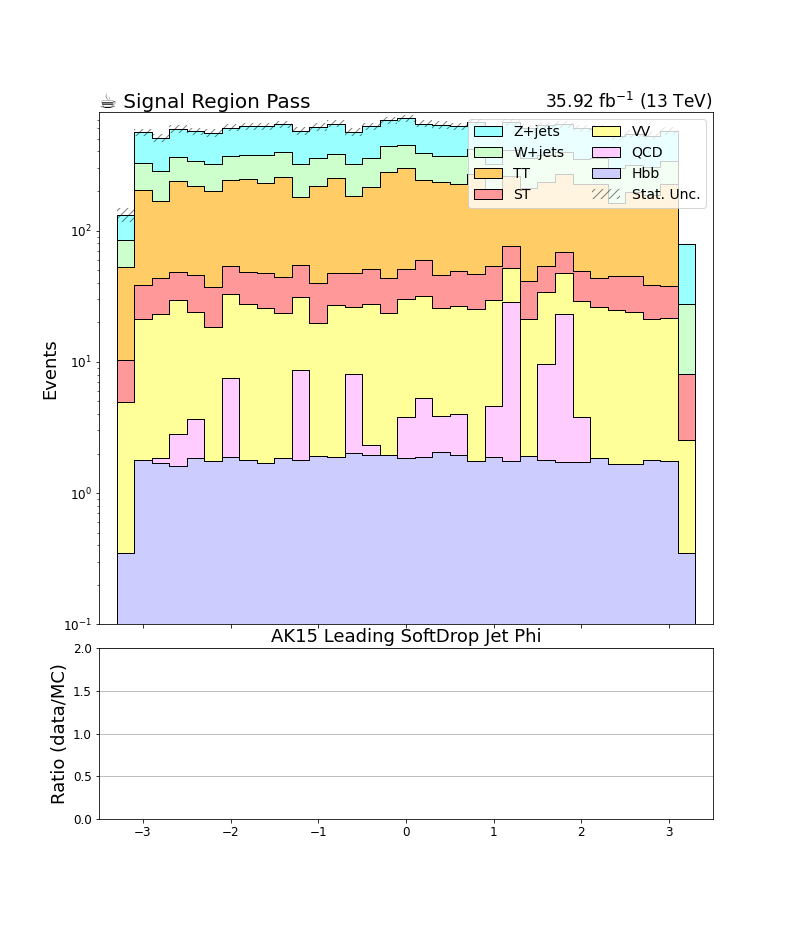 ☕ Signal Region Pass 35.92 fb⁻¹ (13 TeV)
Z+jets VV
W+jets QCD
TT Hbb
ST Stat. Unc.
Events
10²
10¹
10⁰
10⁻¹
AK15 Leading SoftDrop Jet Phi
Ratio (data/MC)
2.0
1.5
1.0
0.5
0.0
−3 −2 −1 0 1 2 3